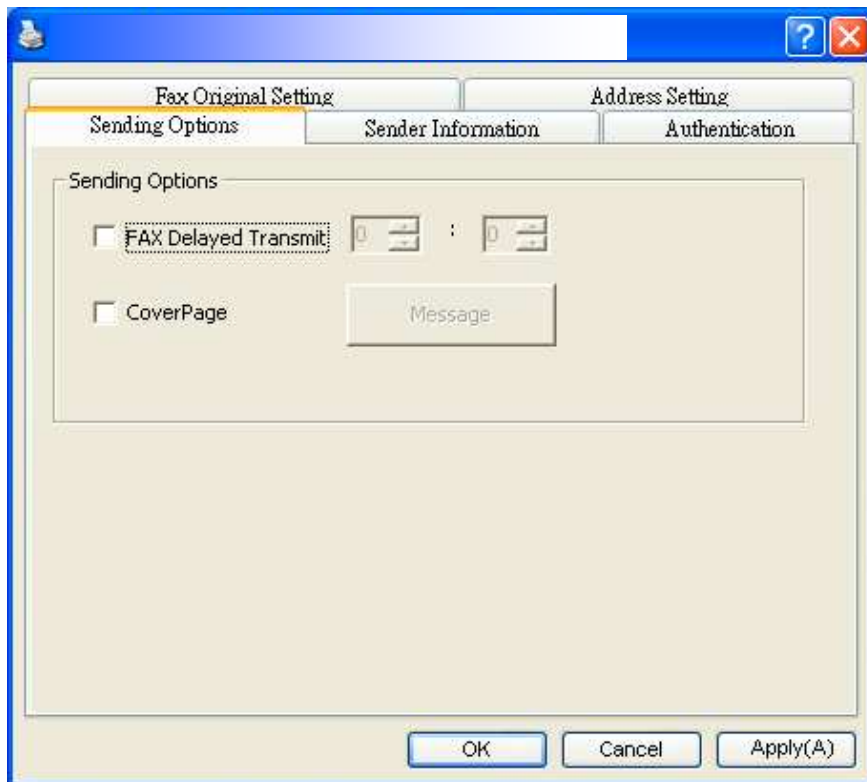 Fax Original Setting Address Setting
Sending Options Sender Information Authentication
Sending Options
FAX Delayed Transmit 0 : 0
CoverPage Message
OK Cancel Apply(A)